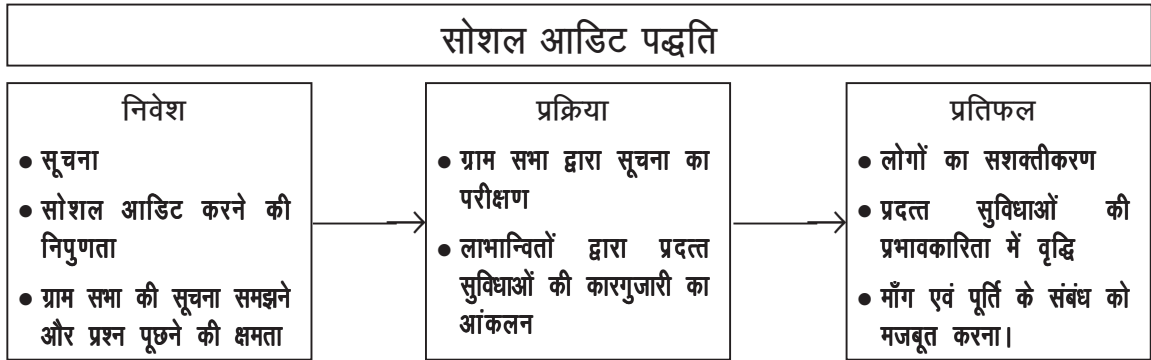 सोशल आडिट पद्धति
निवेश
● सूचना
● सोशल आडिट करने की
निपुणता
● ग्राम सभा की सूचना समझने
और प्रश्न पूछने की क्षमता
प्रक्रिया
● ग्राम सभा द्वारा सूचना का
परीक्षण
● लाभान्वितों द्वारा प्रदत्त
सुविधाओं की कारगुजारी का
आंकलन
प्रतिफल
● लोगों का सशक्तीकरण
● प्रदत्त सुविधाओं की
प्रभावकारिता में वृद्धि
● माँग एवं पूर्ति के संबंध को
मजबूत करना।